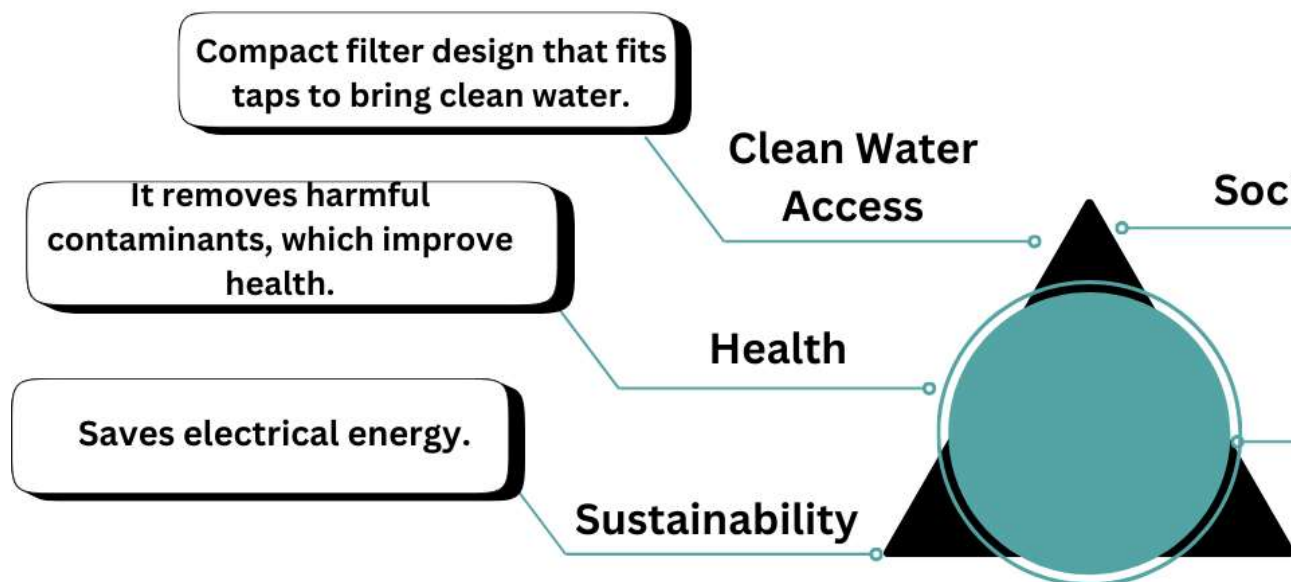 Compact filter design that fits
taps to bring clean water.
Clean Water
Access
It removes harmful
contaminants, which improve
health.
Health
Saves electrical energy.
Sustainability